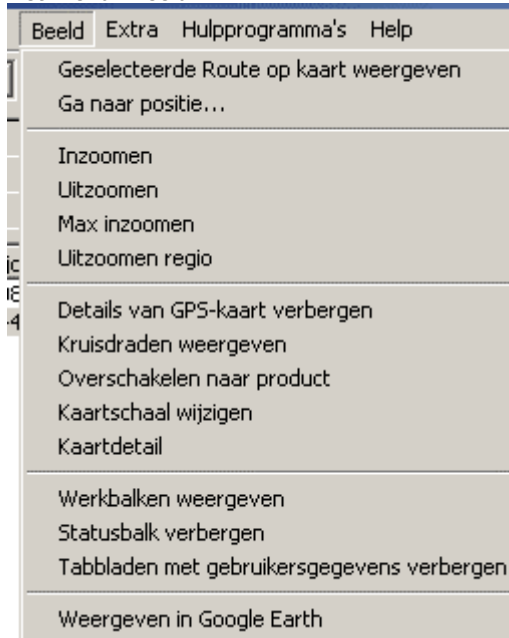 Beeld Extra Hulpprogramma's Help
Geselecteerde Route op kaart weergeven
Ga naar positie...
Inzoomen
Uitzoomen
Max inzoomen
Uitzoomen regio
Details van GPS-kaart verbergen
Kruisdraden weergeven
Overschakelen naar product
Kaartschaal wijzigen
Kaartdetail
Werkbalken weergeven
Statusbalk verbergen
Tabbladen met gebruikersgegevens verbergen
Weergeven in Google Earth